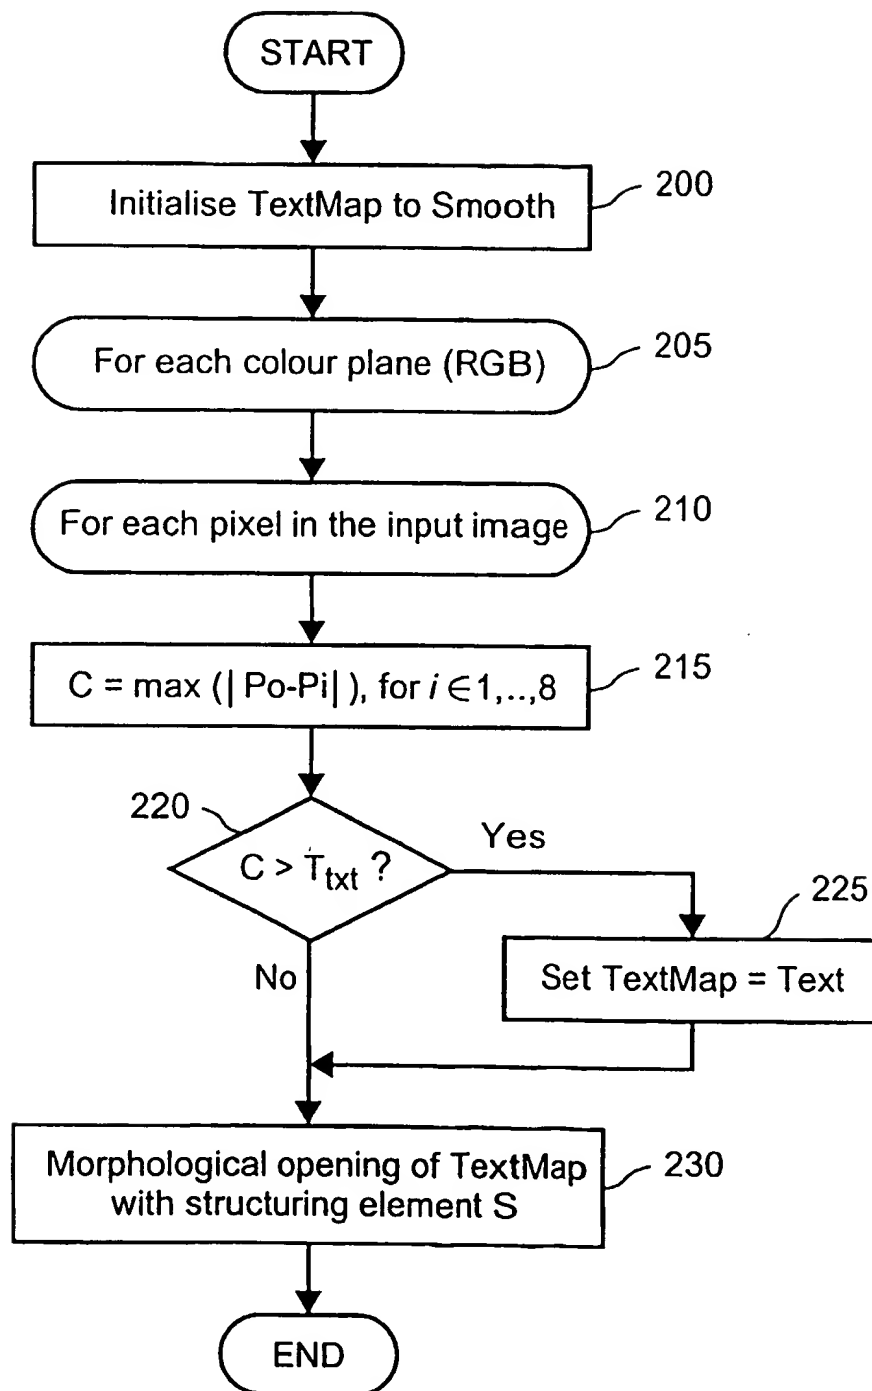 START
Initialise TextMap to Smooth
200
For each colour plane (RGB)
205
For each pixel in the input image
210
C = max (| Po-Pi| ), for i ∈1,..,8
215
220
C > Ttxt ?
Yes
No
225
Set TextMap = Text
Morphological opening of TextMap
with structuring element S
230
END